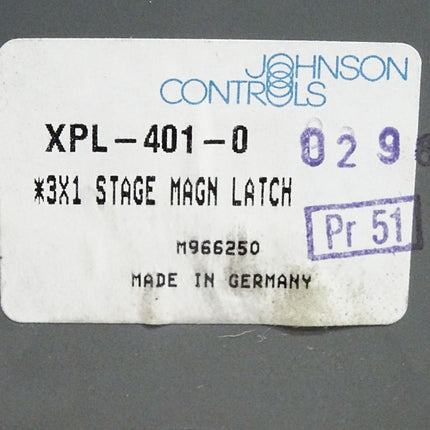 JOHNSON
CONTROLS
XPL-401-0
029
*3X1 STAGE MAGN LATCH
Pr 51
M966250
MADE IN GERMANY